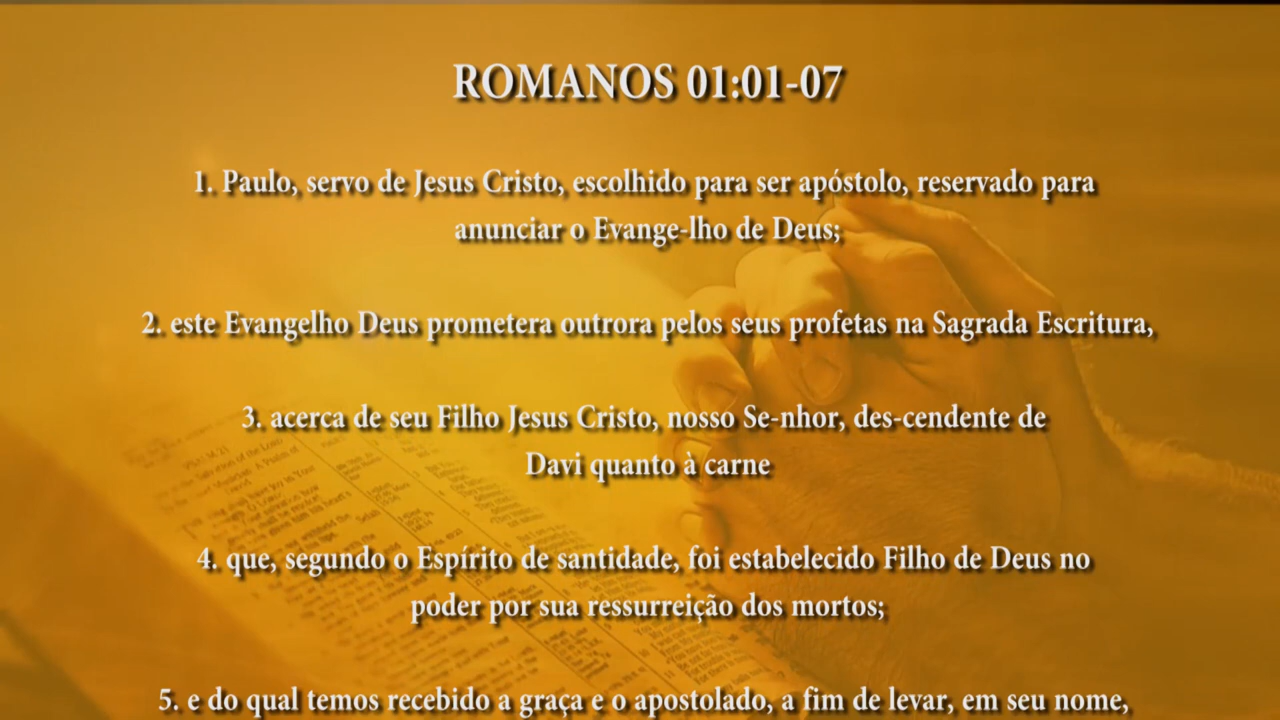 ROMANOS 01:01-07
1. Paulo, servo de Jesus Cristo, escolhido para ser apóstolo, reservado para
anunciar o Evange-lho de Deus;
2. este Evangelho Deus prometera outrora pelos seus profetas na Sagrada Escritura,
3. acerca de seu Filho Jesus Cristo, nosso Se-nhor, des-cendente de
Davi quanto à carne
4. que, segundo o Espírito de santidade, foi estabelecido Filho de Deus no
poder por sua ressurreição dos mortos;
5. e do qual temos recebido a graça e o apostolado, a fim de levar, em seu nome,